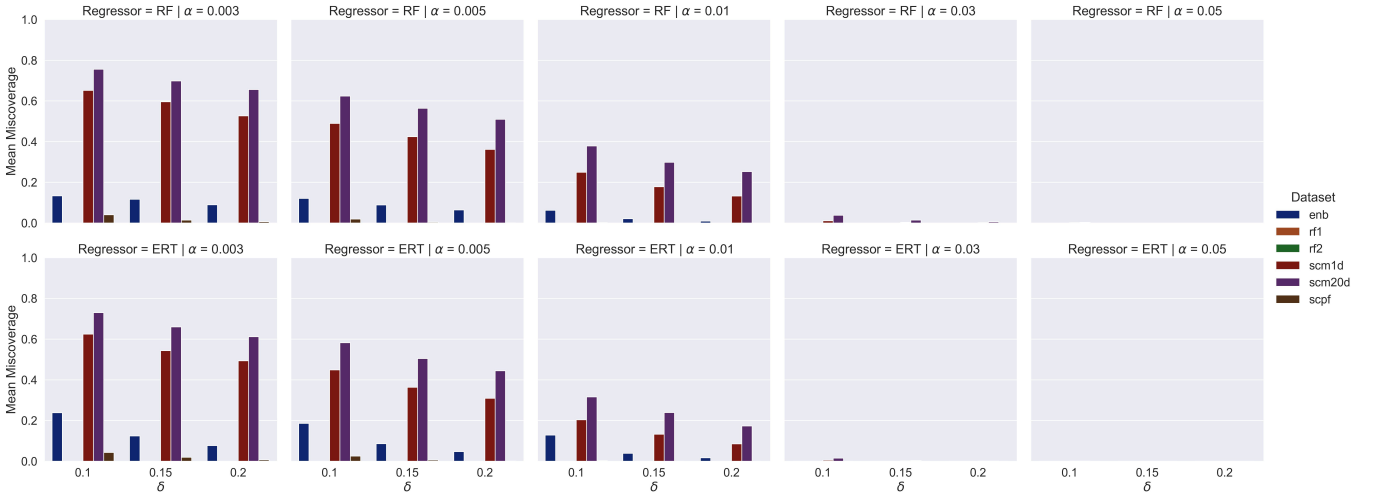 Regressor = RF | α = 0.003
Regressor = RF | α = 0.005
Regressor = RF | α = 0.01
Regressor = RF | α = 0.03
Regressor = RF | α = 0.05
1.0
0.8
0.6
0.4
0.2
0.0
Mean Miscoverage
Regressor = ERT | α = 0.003
Regressor = ERT | α = 0.005
Regressor = ERT | α = 0.01
Regressor = ERT | α = 0.03
Regressor = ERT | α = 0.05
1.0
0.8
0.6
0.4
0.2
0.0
Mean Miscoverage
0.1 0.15 0.2
δ
0.1 0.15 0.2
δ
0.1 0.15 0.2
δ
0.1 0.15 0.2
δ
0.1 0.15 0.2
δ
Dataset
enb
rf1
rf2
scm1d
scm20d
scpf